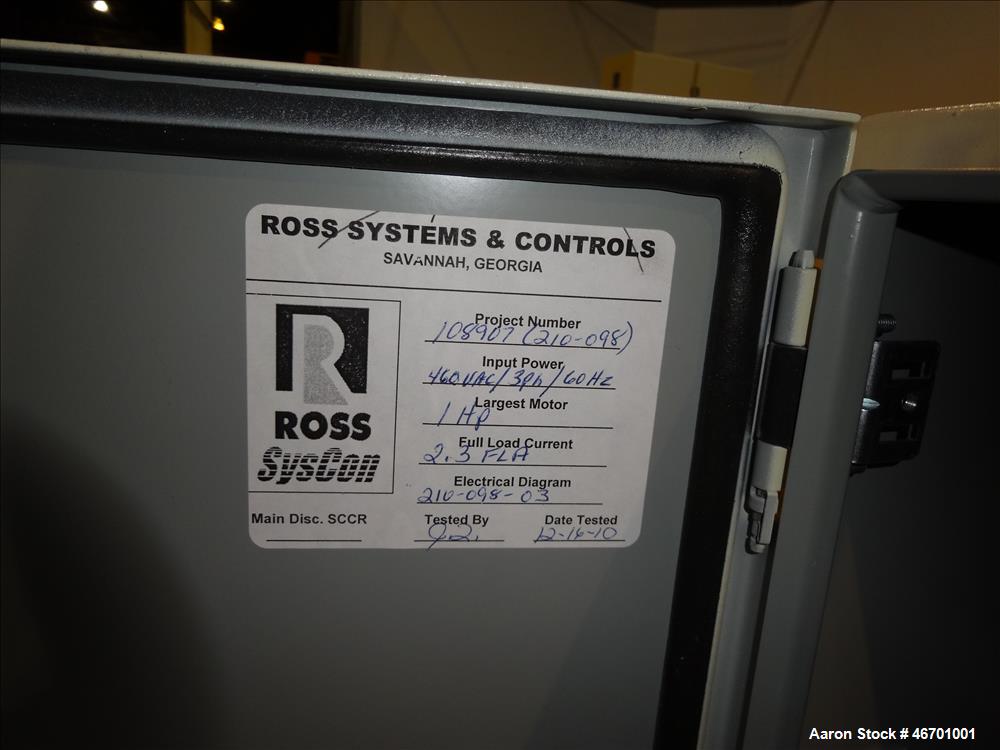 ROSS SYSTEMS & CONTROLS
SAVANNAH, GEORGIA
R
ROSS
SysCon
Project Number
108907 (210-098)
Input Power
460VAC/3ph/60Hz
Largest Motor
1 Hp
Full Load Current
2.3 FLA
Electrical Diagram
210-098-03
Main Disc. SCCR
Tested By
Date Tested
12-16-10
Aaron Stock # 46701001